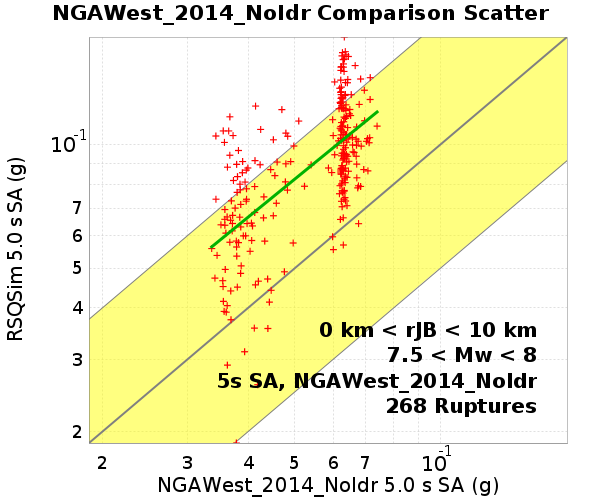 NGAWest_2014_NoIdr Comparison Scatter
RSQSim 5.0 s SA (g)
10-1
7
6
5
4
3
2
0 km < rJB < 10 km
7.5 < Mw < 8
5s SA, NGAWest_2014_NoIdr
268 Ruptures
2 3 4 5 6 7 10-1
NGAWest_2014_NoIdr 5.0 s SA (g)